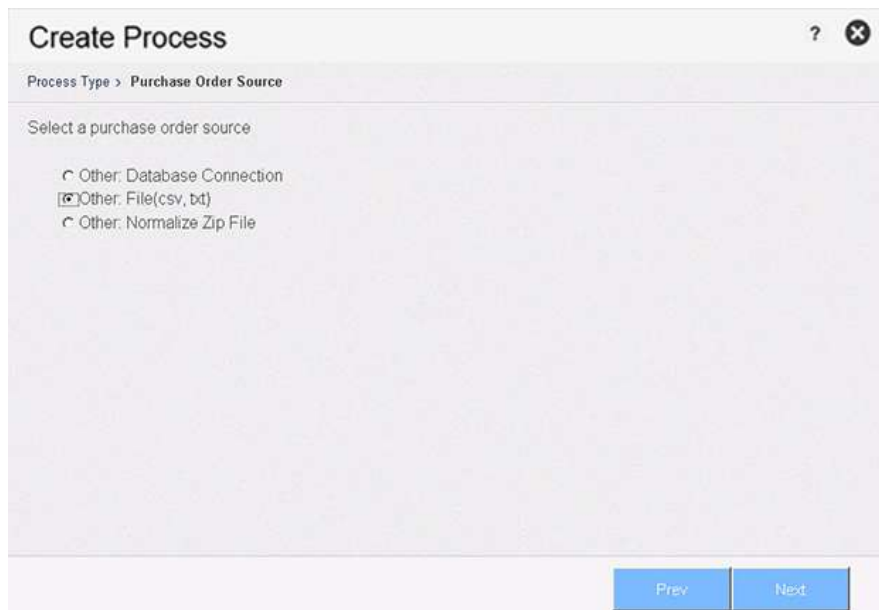 Create Process
?
Process Type > Purchase Order Source
Select a purchase order source
Other: Database Connection
Other: File(csv, txt)
Other: Normalize Zip File
Prev
Next